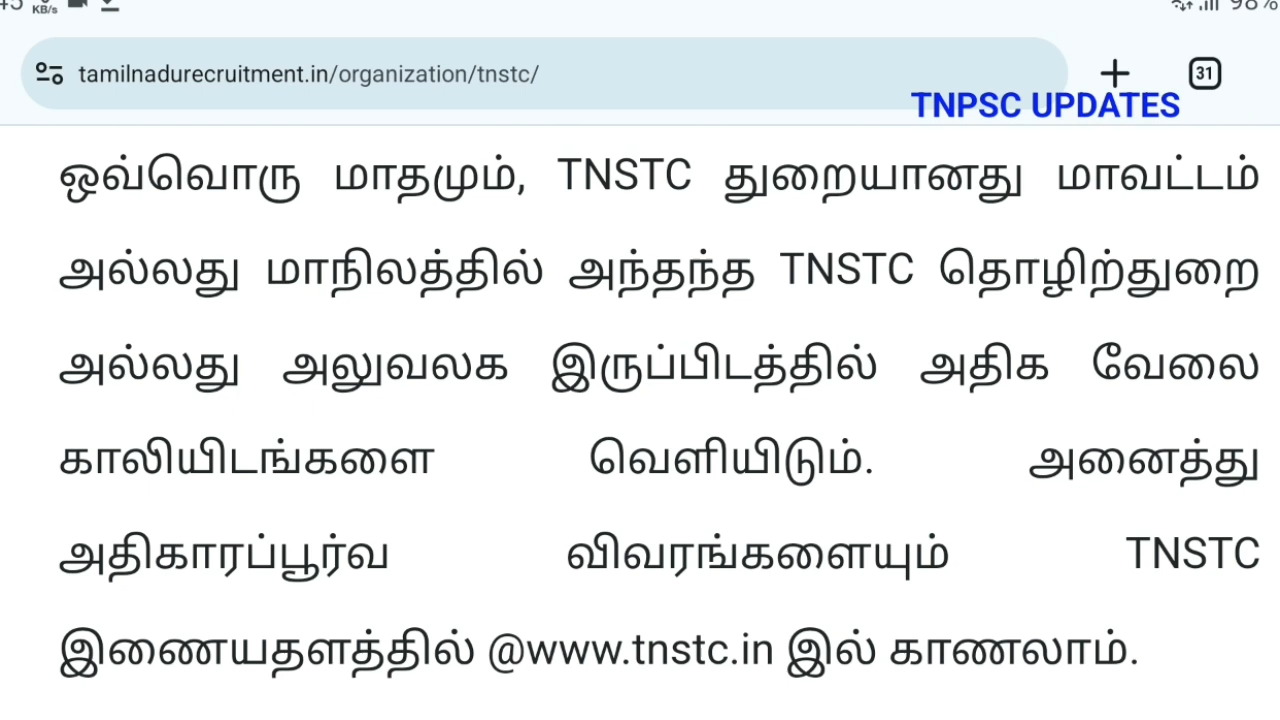 KB/s
98%
tamilnadurecruitment.in/organization/tnstc/
31
TNPSC UPDATES
ஒவ்வொரு மாதமும், TNSTC துறையானது மாவட்டம்
அல்லது மாநிலத்தில் அந்தந்த TNSTC தொழிற்துறை
அல்லது அலுவலக இருப்பிடத்தில் அதிக வேலை
காலியிடங்களை வெளியிடும். அனைத்து
அதிகாரப்பூர்வ விவரங்களையும் TNSTC
இணையதளத்தில் @www.tnstc.in இல் காணலாம்.